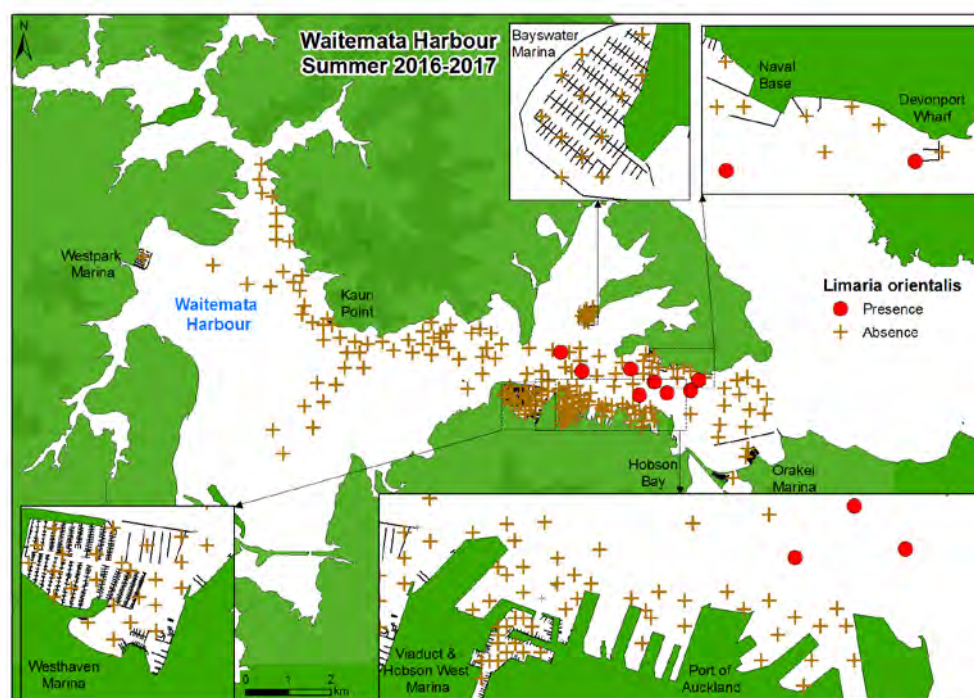 N
Waitemata Harbour
Summer 2016-2017
Bayswater
Marina
Naval
Base
Devonport
Wharf
Westpark
Marina
Waitemata
Harbour
Kauri
Point
Limaria orientalis
Presence
Absence
Hobson
Bay
Orakei
Marina
Westhaven
Marina
0 1 2
km
Viaduct &
Hobson West
Marina
Port of
Auckland